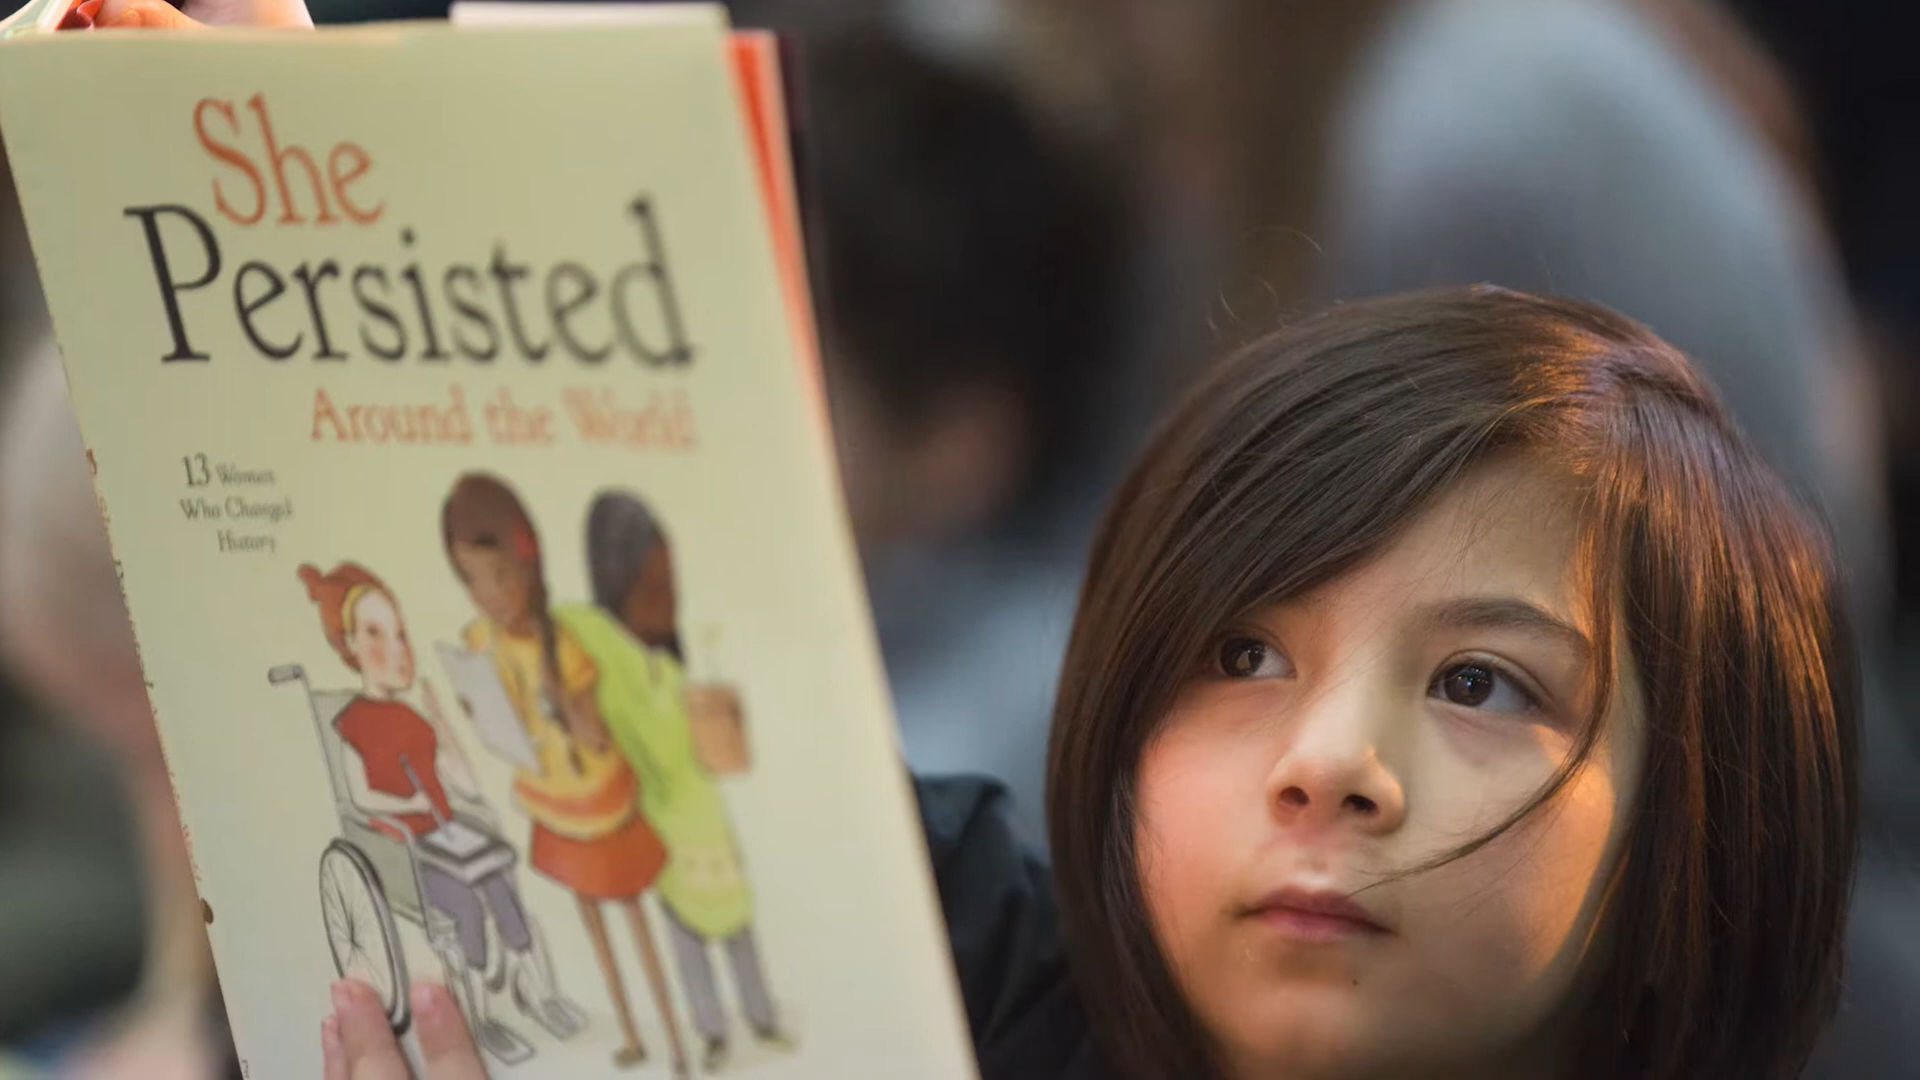 She
Persisted
Around the World
13 Women
Who Changed
History